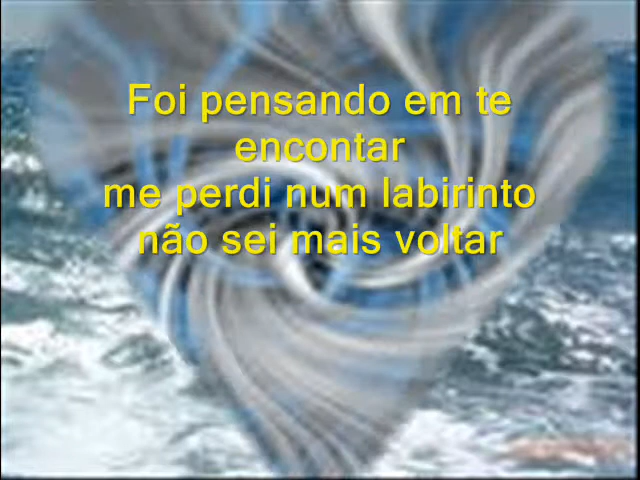 Foi pensando em te
encontar
me perdi num labirinto
não sei mais voltar